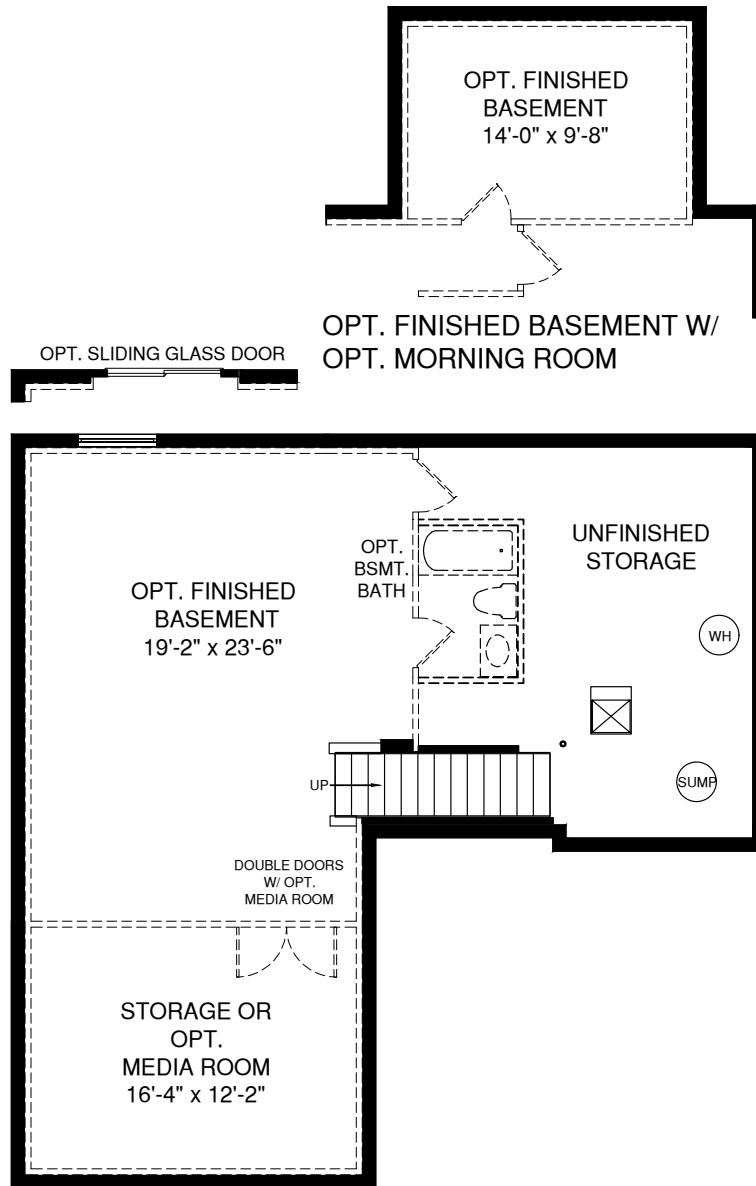 OPT. FINISHED
BASEMENT
14'-0" x 9'-8"
OPT. FINISHED BASEMENT W/
OPT. MORNING ROOM
OPT. SLIDING GLASS DOOR
OPT.
BSMT.
BATH
UNFINISHED
STORAGE
OPT. FINISHED
BASEMENT
19'-2" x 23'-6"
WH
UP
SUMP
DOUBLE DOORS
W/ OPT.
MEDIA ROOM
STORAGE OR
OPT.
MEDIA ROOM
16'-4" x 12'-2"